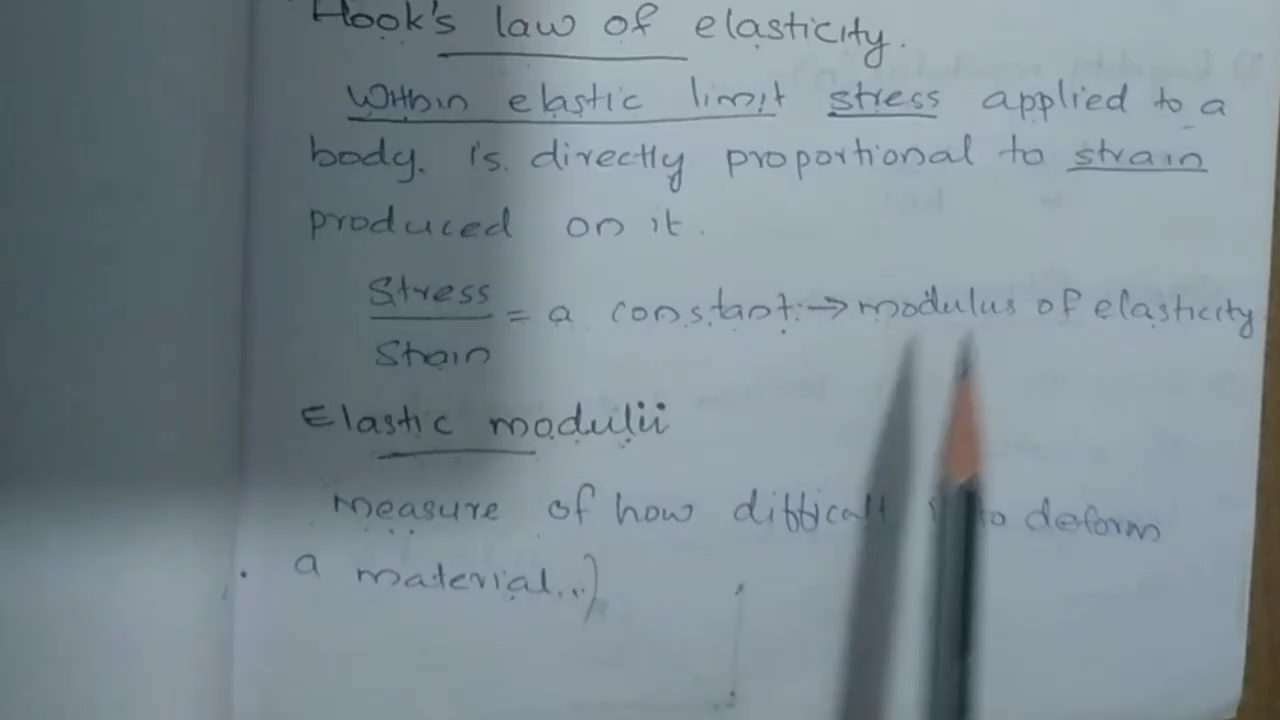 Hook's law of elasticity.
Within elastic limit stress applied to a
body. is directly proportional to strain
produced on it.
Stress
= a constant → modulus of elasticity
Strain
Elastic modulii
measure of how difficult to deform
a material..)